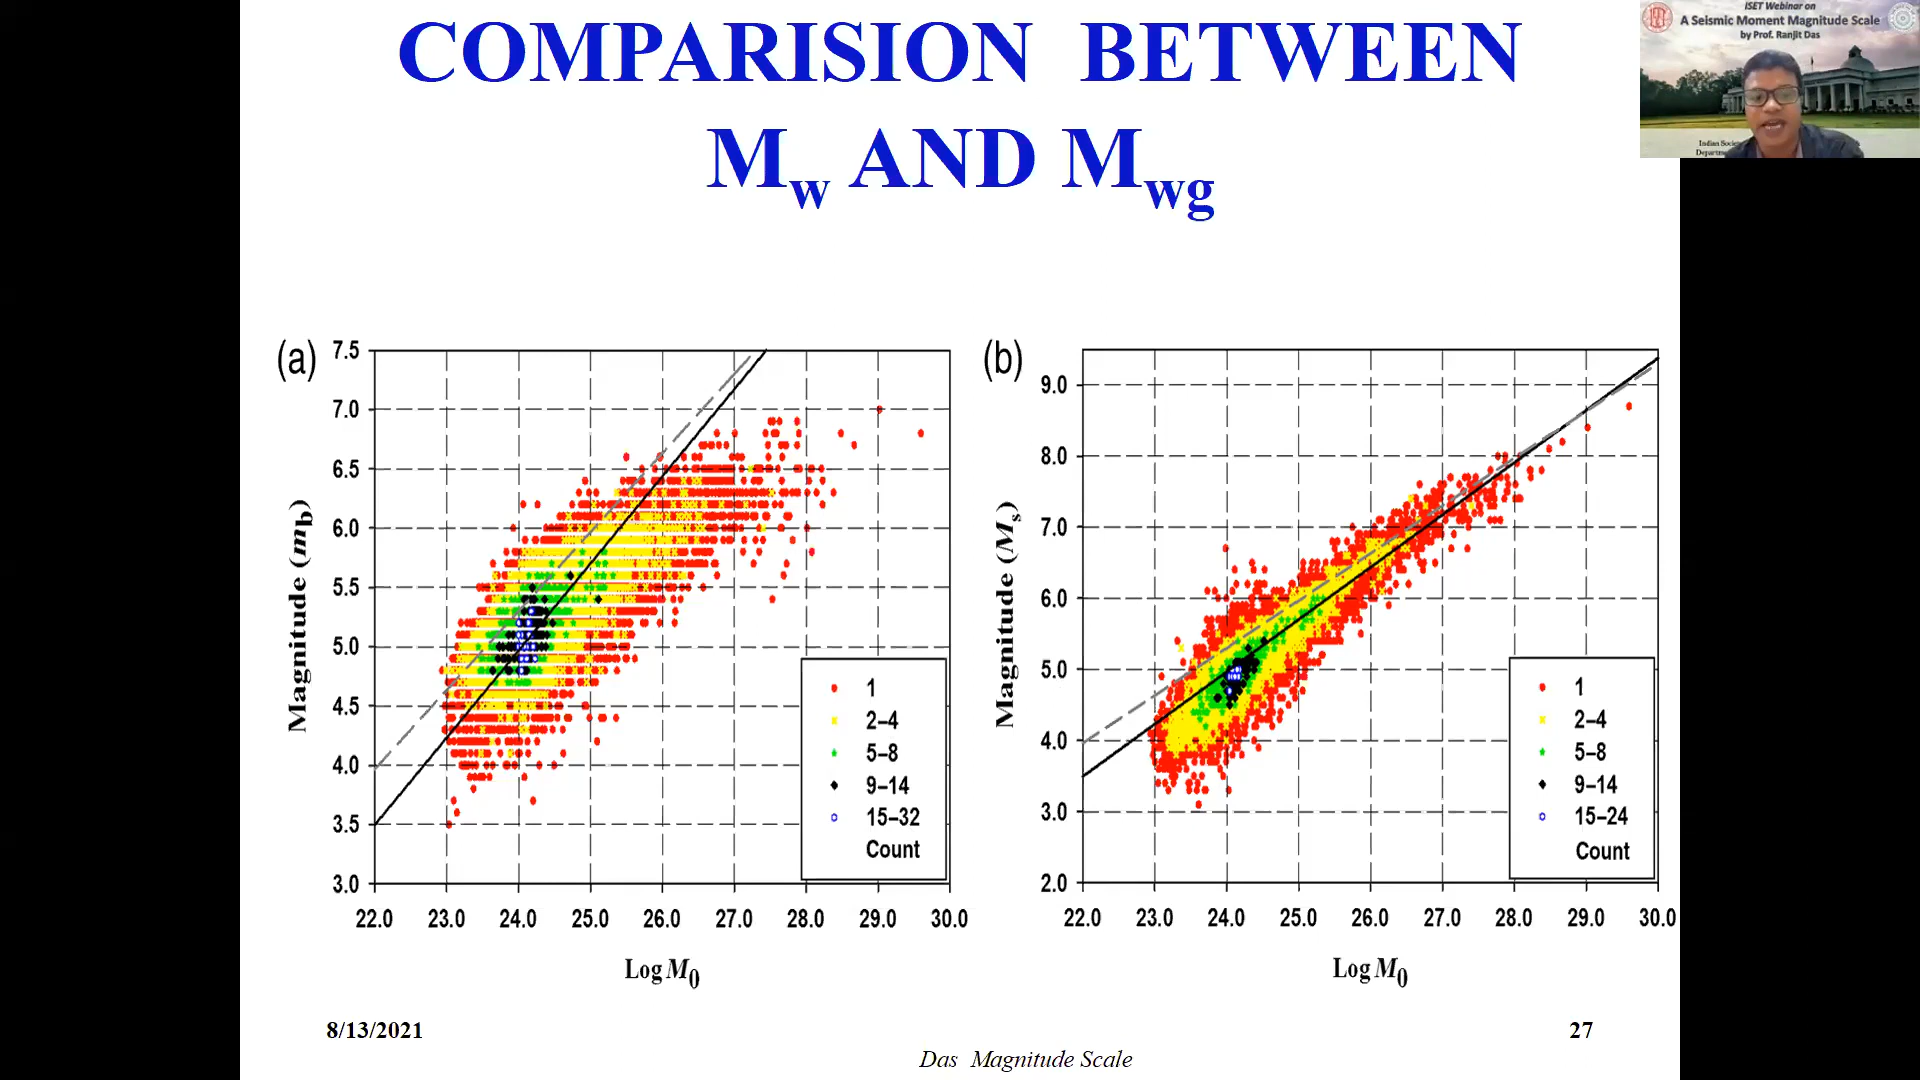 COMPARISION BETWEEN
Mw AND Mwg
ISET Webinar on
A Seismic Moment Magnitude Scale
by Prof. Ranjit Das
Indian Socie
Departm
(a)
7.5
7.0
6.5
6.0
5.5
5.0
4.5
4.0
3.5
3.0
Magnitude (mb)
22.0 23.0 24.0 25.0 26.0 27.0 28.0 29.0 30.0
Log M0
1
2–4
5–8
9–14
15–32
Count
(b)
9.0
8.0
7.0
6.0
5.0
4.0
3.0
2.0
Magnitude (Ms)
22.0 23.0 24.0 25.0 26.0 27.0 28.0 29.0 30.0
Log M0
1
2–4
5–8
9–14
15–24
Count
8/13/2021
27
Das Magnitude Scale